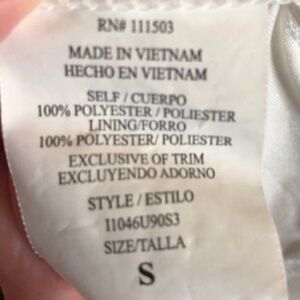 RN# 111503
MADE IN VIETNAM
HECHO EN VIETNAM
SELF / CUERPO
100% POLYESTER / POLIESTER
LINING/FORRO
100% POLYESTER/ POLIESTER
EXCLUSIVE OF TRIM
EXCLUYENDO ADORNO
STYLE / ESTILO
11046U90S3
SIZE/TALLA
S